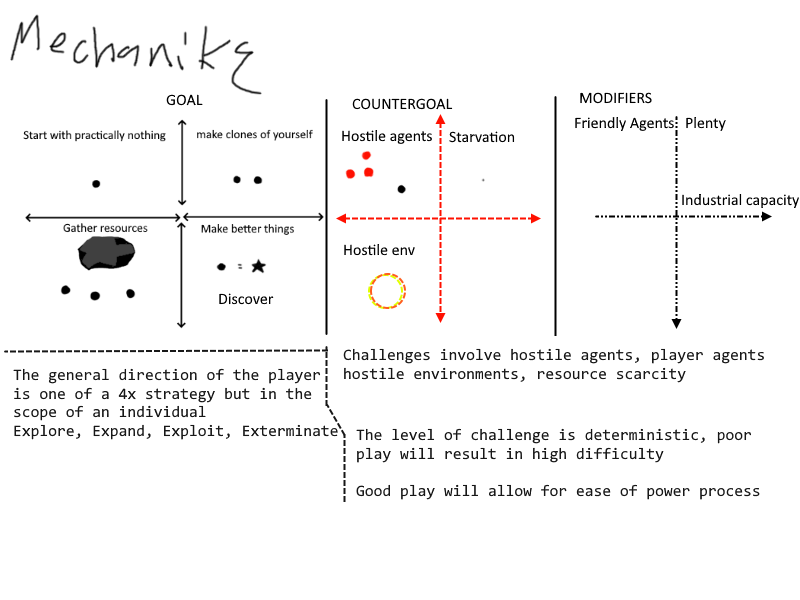 Mechanike
GOAL
Start with practically nothing
make clones of yourself
Gather resources
Make better things
Discover
COUNTERGOAL
Hostile agents
Starvation
Hostile env
MODIFIERS
Friendly Agents
Plenty
Industrial capacity
The general direction of the player
is one of a 4x strategy but in the
scope of an individual
Explore, Expand, Exploit, Exterminate
Challenges involve hostile agents, player agents
hostile environments, resource scarcity
The level of challenge is deterministic, poor
play will result in high difficulty
Good play will allow for ease of power process